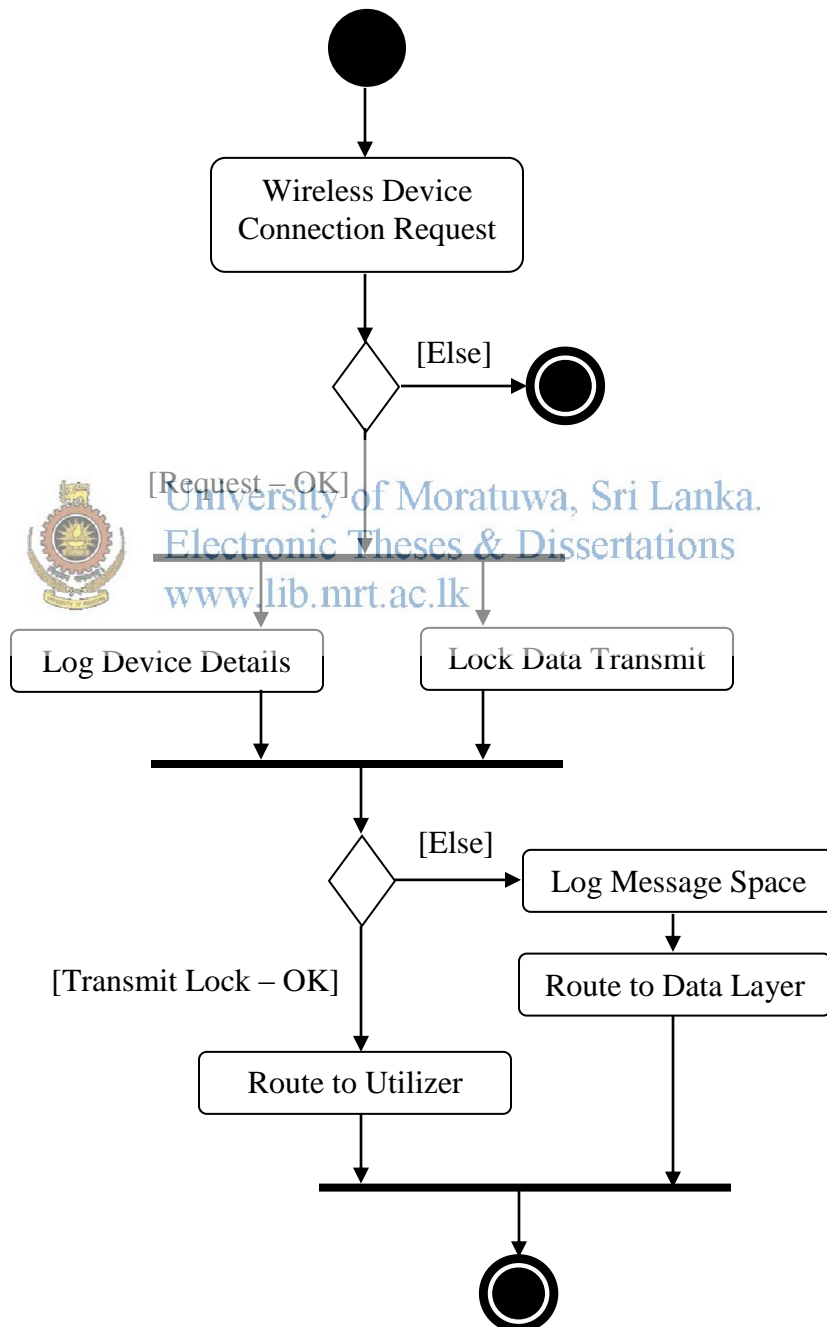 Wireless Device
Connection Request
[Else]
[Request – OK]
University of Moratuwa, Sri Lanka.
Electronic Theses & Dissertations
www.lib.mrt.ac.lk
Log Device Details
Lock Data Transmit
[Else]
Log Message Space
[Transmit Lock – OK]
Route to Data Layer
Route to Utilizer